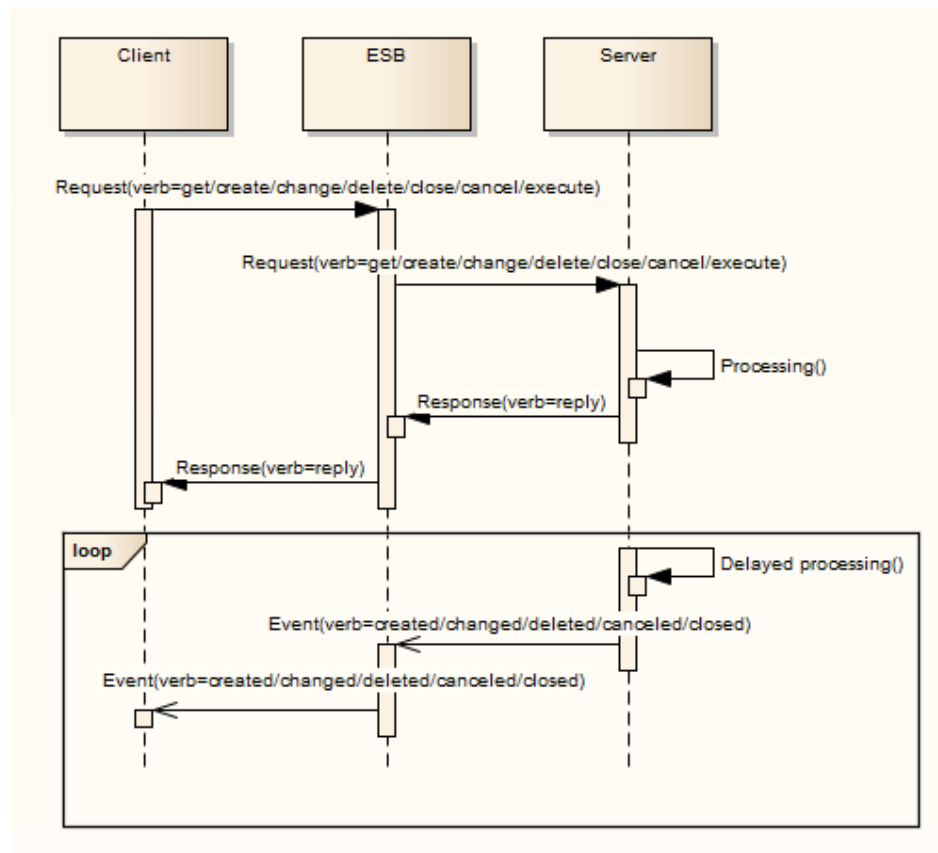 Client
ESB
Server
Request(verb=get/create/change/delete/close/cancel/execute)
Request(verb=get/create/change/delete/close/cancel/execute)
Processing()
Response(verb=reply)
Response(verb=reply)
loop
Delayed processing()
Event(verb=created/changed/deleted/canceled/closed)
Event(verb=created/changed/deleted/canceled/closed)